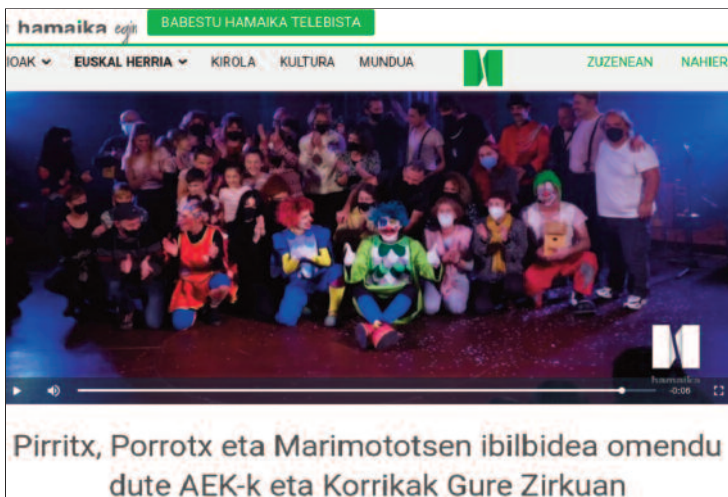 hamaika egin
BABESTU HAMAIKA TELEBISTA
IOAK
EUSKAL HERRIA
KIROLA
KULTURA
MUNDUA
ZUZENEAN
NAHIER
hamaika
-0:06
Pirritx, Porrotx eta Marimototsen ibilbidea omendu
dute AEK-k eta Korrikak Gure Zirkuan